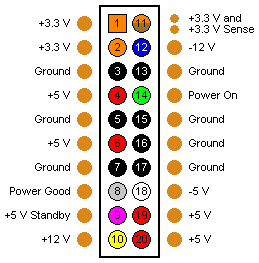 +3.3 V 1 11 +3.3 V and
+3.3 V Sense
+3.3 V 2 12 -12 V
Ground 3 13 Ground
+5 V 4 14 Power On
Ground 5 15 Ground
+5 V 6 16 Ground
Ground 7 17 Ground
Power Good 8 18 -5 V
+5 V Standby 9 19 +5 V
+12 V 10 20 +5 V